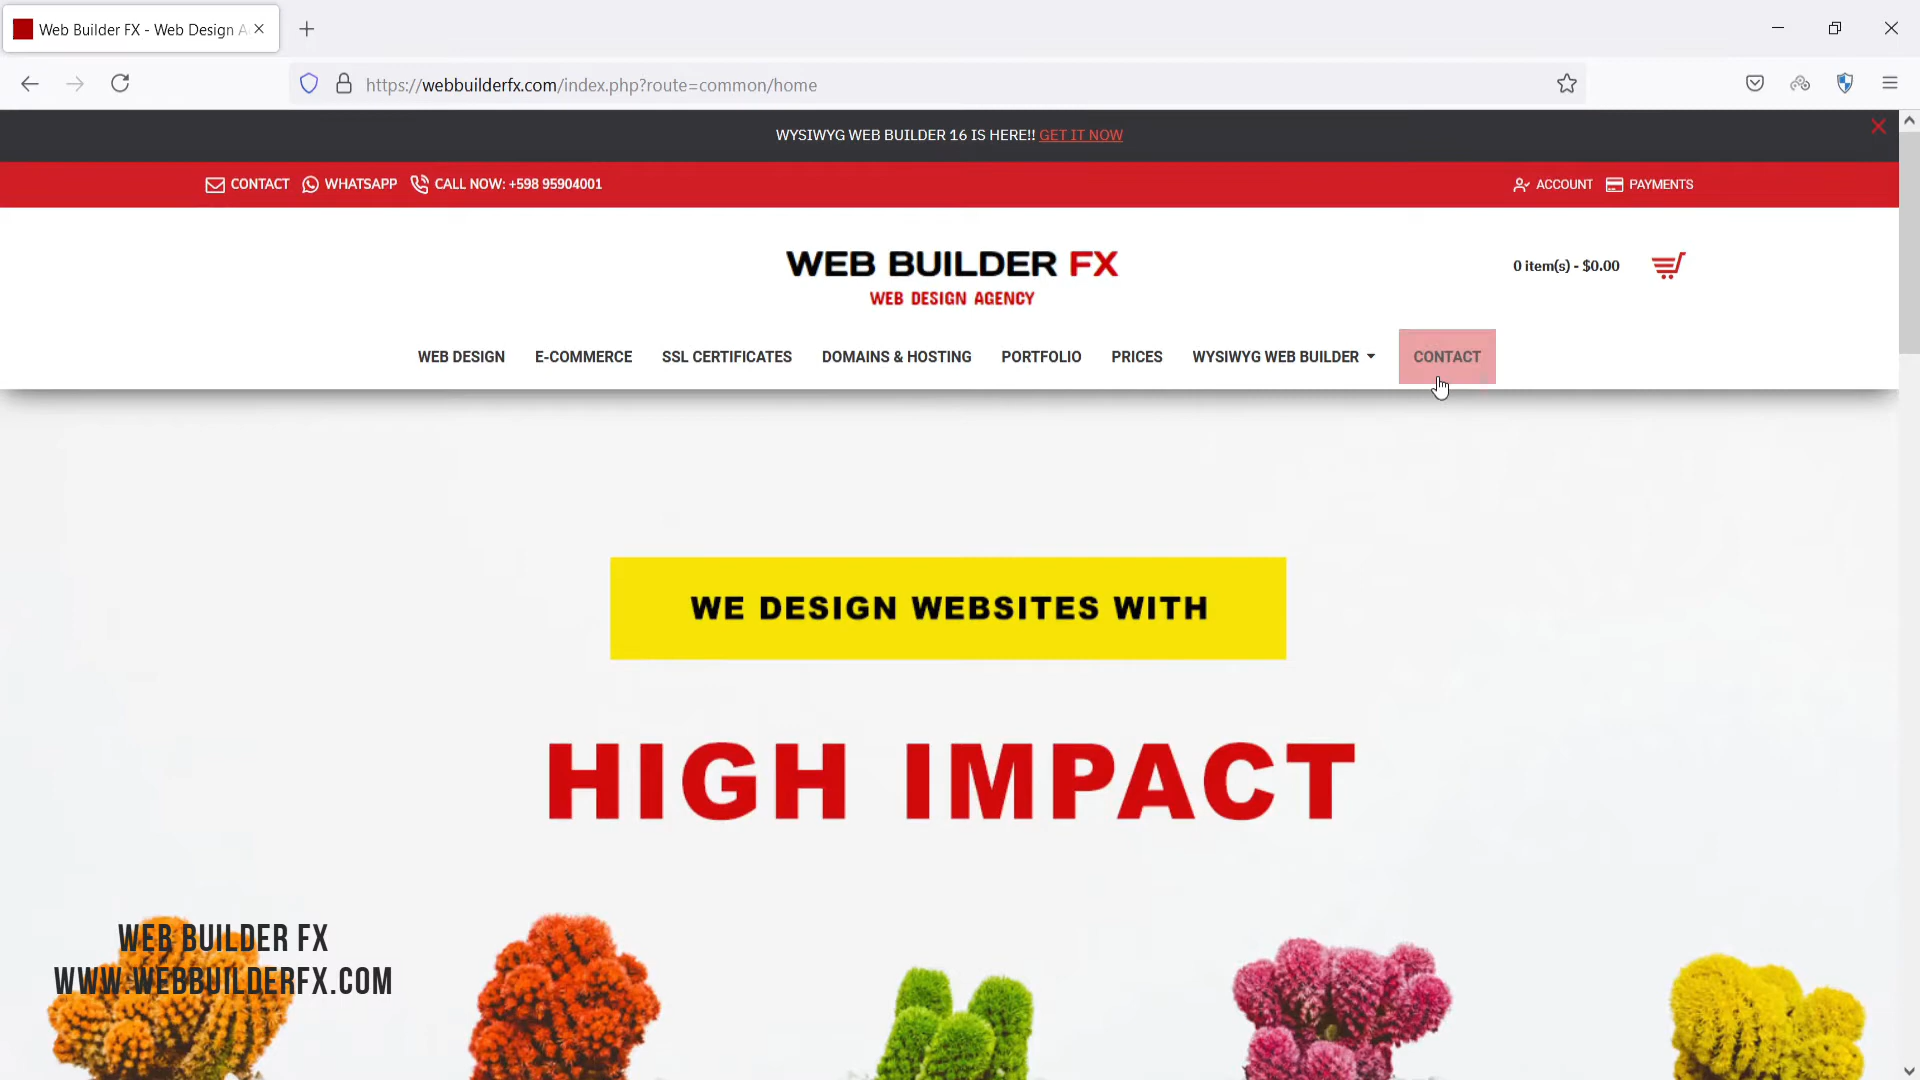 Web Builder FX - Web Design A
https://webbuilderfx.com/index.php?route=common/home
WYSIWYG WEB BUILDER 16 IS HERE!! GET IT NOW
CONTACT WHATSAPP CALL NOW: +598 95904001 ACCOUNT PAYMENTS
WEB BUILDER FX
WEB DESIGN AGENCY
0 item(s) - $0.00
WEB DESIGN E-COMMERCE SSL CERTIFICATES DOMAINS & HOSTING PORTFOLIO PRICES WYSIWYG WEB BUILDER CONTACT
WE DESIGN WEBSITES WITH
HIGH IMPACT
WEB BUILDER FX
WWW.WEBBUILDERFX.COM